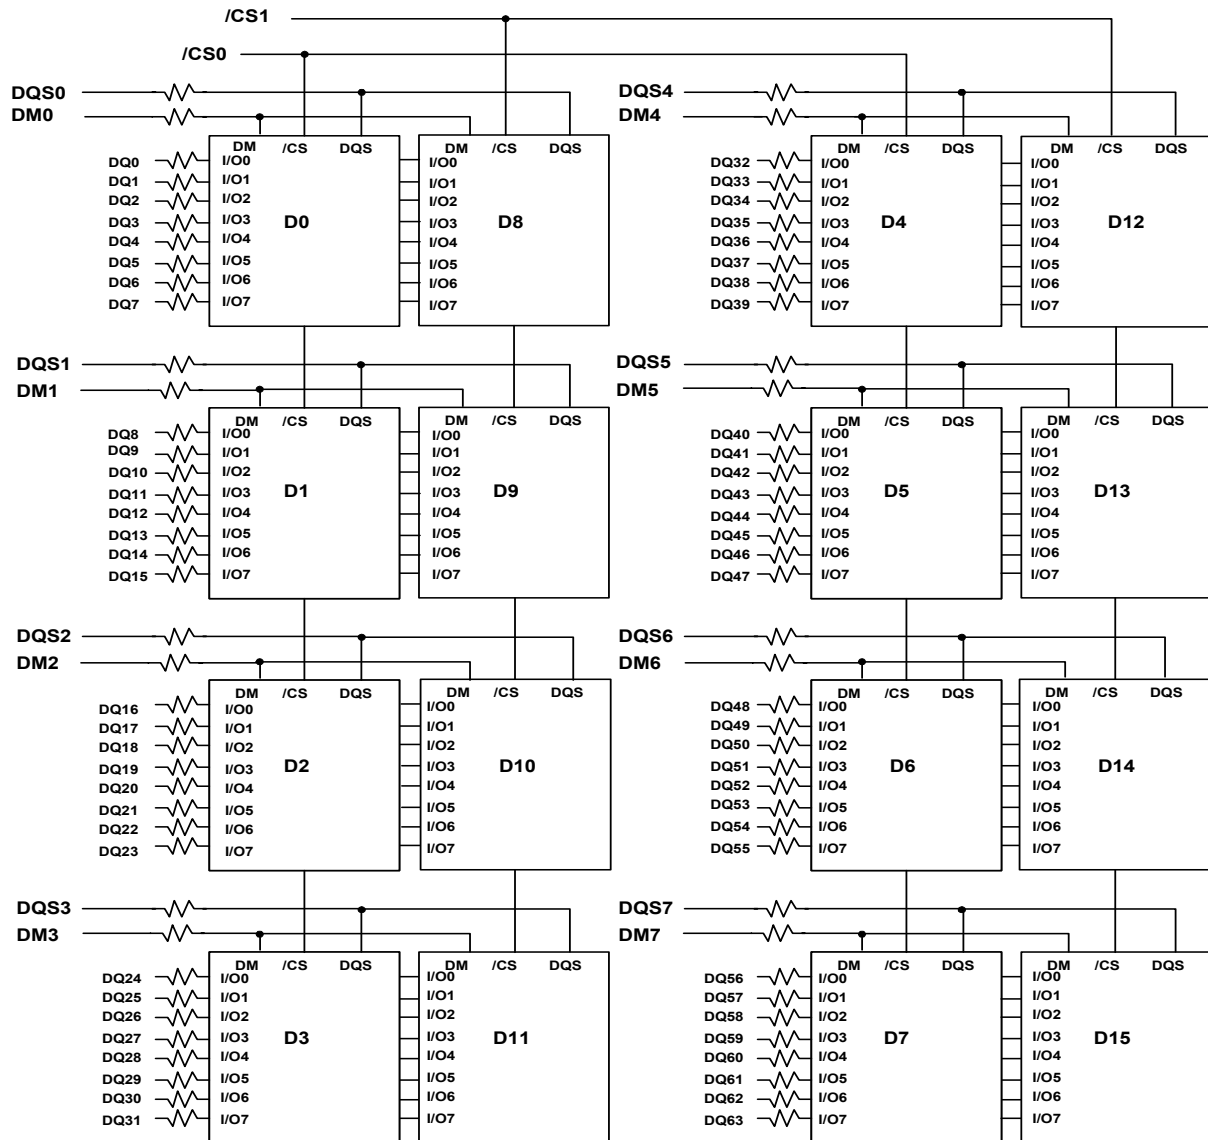 /CS1
/CS0
DQS0
DM0
DM /CS DQS
DM /CS DQS
DQ0 I/O0 I/O0
DQ1 I/O1 I/O1
DQ2 I/O2 I/O2
DQ3 I/O3 D0 I/O3 D8
DQ4 I/O4 I/O4
DQ5 I/O5 I/O5
DQ6 I/O6 I/O6
DQ7 I/O7 I/O7
DQS1
DM1
DM /CS DQS
DM /CS DQS
DQ8 I/O0 I/O0
DQ9 I/O1 I/O1
DQ10 I/O2 I/O2
DQ11 I/O3 D1 I/O3 D9
DQ12 I/O4 I/O4
DQ13 I/O5 I/O5
DQ14 I/O6 I/O6
DQ15 I/O7 I/O7
DQS2
DM2
DM /CS DQS
DM /CS DQS
DQ16 I/O0 I/O0
DQ17 I/O1 I/O1
DQ18 I/O2 I/O2
DQ19 I/O3 D2 I/O3 D10
DQ20 I/O4 I/O4
DQ21 I/O5 I/O5
DQ22 I/O6 I/O6
DQ23 I/O7 I/O7
DQS3
DM3
DM /CS DQS
DM /CS DQS
DQ24 I/O0 I/O0
DQ25 I/O1 I/O1
DQ26 I/O2 I/O2
DQ27 I/O3 D3 I/O3 D11
DQ28 I/O4 I/O4
DQ29 I/O5 I/O5
DQ30 I/O6 I/O6
DQ31 I/O7 I/O7
DQS4
DM4
DM /CS DQS
DM /CS DQS
DQ32 I/O0 I/O0
DQ33 I/O1 I/O1
DQ34 I/O2 I/O2
DQ35 I/O3 D4 I/O3 D12
DQ36 I/O4 I/O4
DQ37 I/O5 I/O5
DQ38 I/O6 I/O6
DQ39 I/O7 I/O7
DQS5
DM5
DM /CS DQS
DM /CS DQS
DQ40 I/O0 I/O0
DQ41 I/O1 I/O1
DQ42 I/O2 I/O2
DQ43 I/O3 D5 I/O3 D13
DQ44 I/O4 I/O4
DQ45 I/O5 I/O5
DQ46 I/O6 I/O6
DQ47 I/O7 I/O7
DQS6
DM6
DM /CS DQS
DM /CS DQS
DQ48 I/O0 I/O0
DQ49 I/O1 I/O1
DQ50 I/O2 I/O2
DQ51 I/O3 D6 I/O3 D14
DQ52 I/O4 I/O4
DQ53 I/O5 I/O5
DQ54 I/O6 I/O6
DQ55 I/O7 I/O7
DQS7
DM7
DM /CS DQS
DM /CS DQS
DQ56 I/O0 I/O0
DQ57 I/O1 I/O1
DQ58 I/O2 I/O2
DQ59 I/O3 D7 I/O3 D15
DQ60 I/O4 I/O4
DQ61 I/O5 I/O5
DQ62 I/O6 I/O6
DQ63 I/O7 I/O7